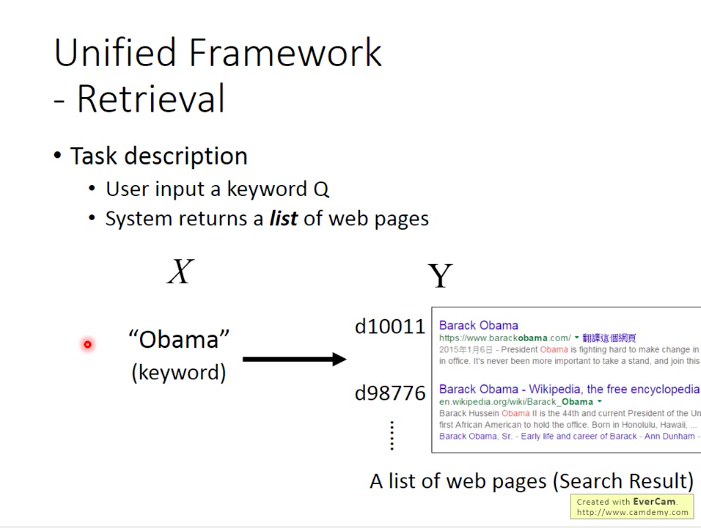 Unified Framework
- Retrieval
• Task description
• User input a keyword Q
• System returns a list of web pages
X
Y
"Obama"
(keyword)
d10011
Barack Obama
https://www.barackobama.com/ ▾ 翻譯這個網頁
2015年1月6日 - President Obama is fighting hard to make change in
in office. It's never been more important to take a stand, and join this
d98776
Barack Obama - Wikipedia, the free encyclopedia
en.wikipedia.org/wiki/Barack_Obama ▾
Barack Hussein Obama II is the 44th and current President of the Un
first African American to hold the office. Born in Honolulu, Hawaii, ...
Barack Obama, Sr. - Early life and career of Barack - Ann Dunham -
A list of web pages (Search Result)
Created with EverCam.
http://www.camdemy.com